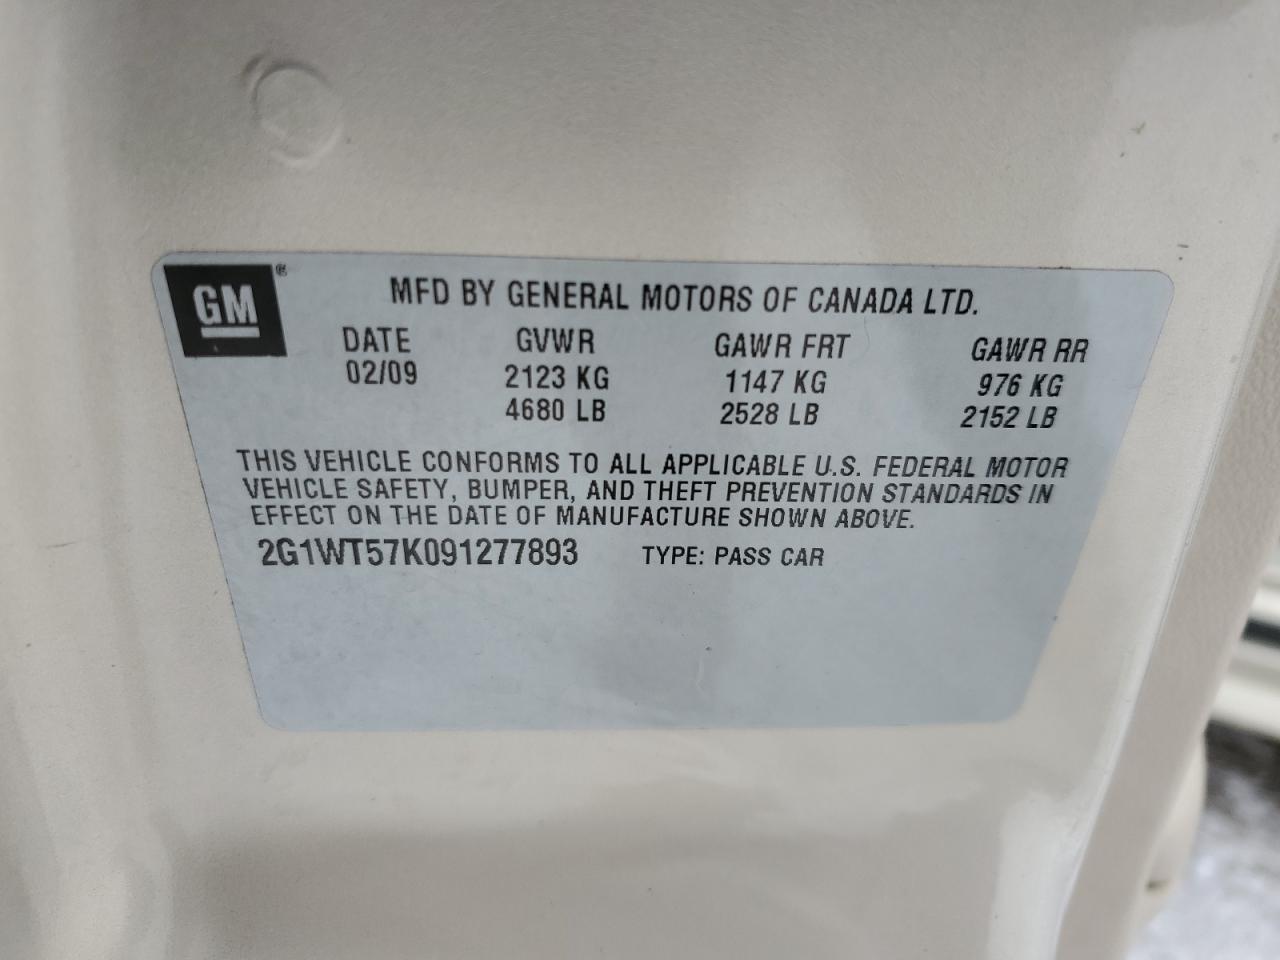 GM®
MFD BY GENERAL MOTORS OF CANADA LTD.
DATE GVWR GAWR FRT GAWR RR
02/09 2123 KG 1147 KG 976 KG
4680 LB 2528 LB 2152 LB
THIS VEHICLE CONFORMS TO ALL APPLICABLE U.S. FEDERAL MOTOR
VEHICLE SAFETY, BUMPER, AND THEFT PREVENTION STANDARDS IN
EFFECT ON THE DATE OF MANUFACTURE SHOWN ABOVE.
2G1WT57K091277893 TYPE: PASS CAR